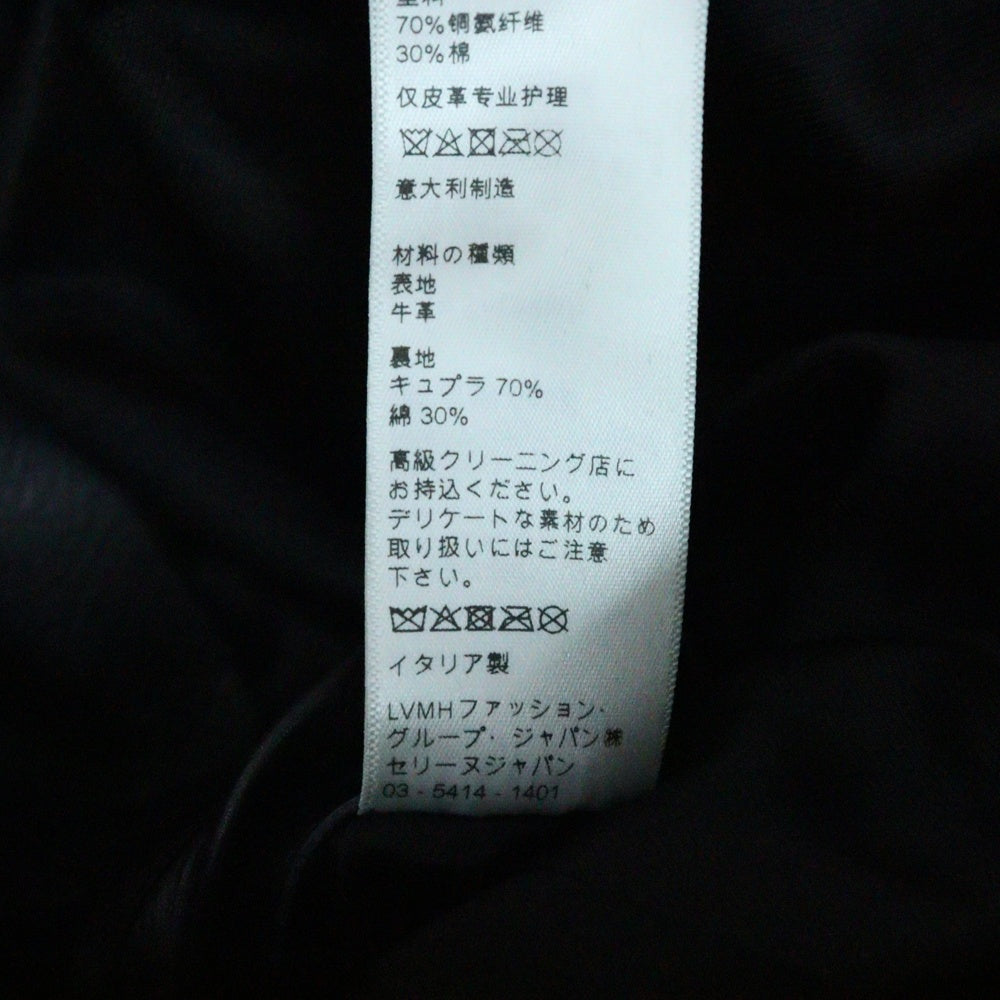 70%铜氨纤维
30%棉
仅皮革专业护理
意大利制造
材料の種類
表地
牛革
裏地
キュプラ 70%
綿 30%
高級クリーニング店に
お持込ください。
デリケートな素材のため
取り扱いにはご注意
下さい。
イタリア製
LVMHファッション・
グループ・ジャパン㈱
セリーヌジャパン
03 - 5414 - 1401